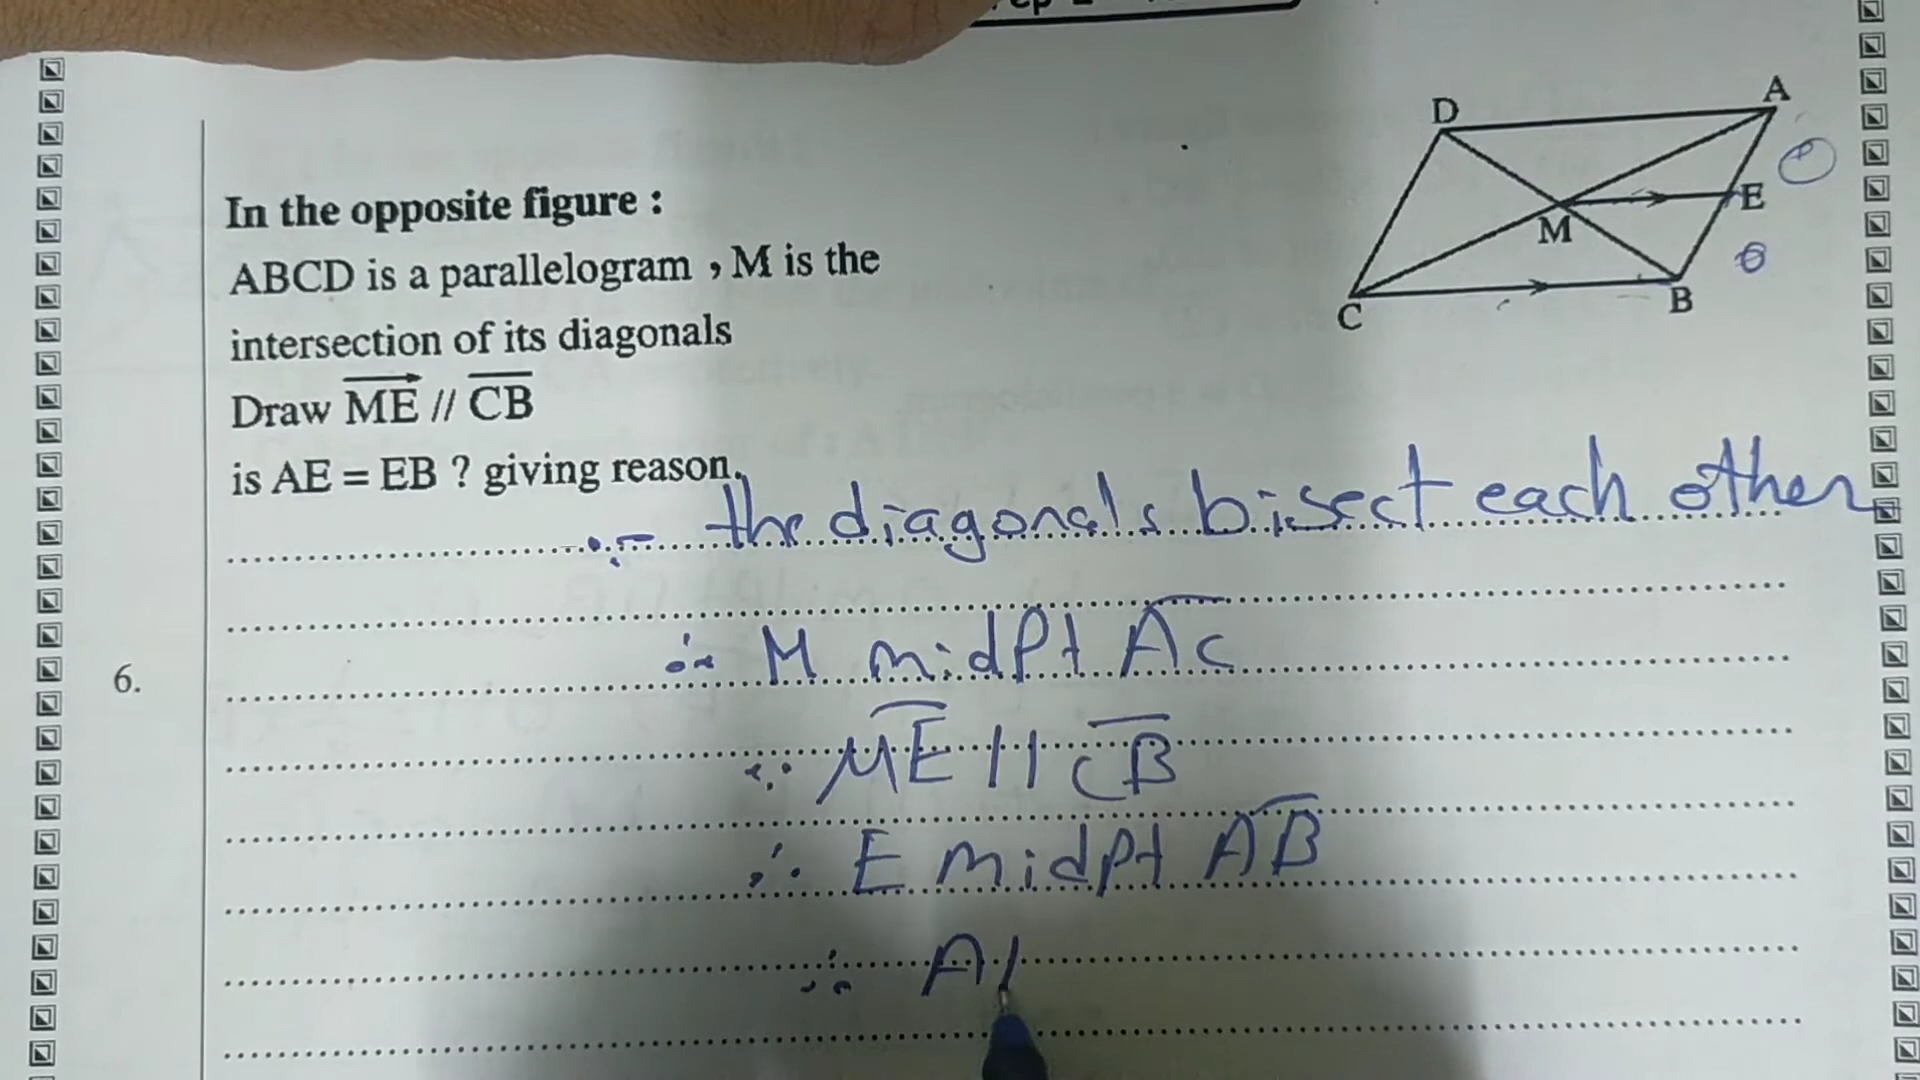 In the opposite figure :
ABCD is a parallelogram , M is the
intersection of its diagonals
Draw ME // CB
is AE = EB ? giving reason.
D
A
E
M
C
B
∵ the diagonals bisect each other
∴ M midpt AC
6.
∵ ME // CB
∴ E midpt AB
∴ A